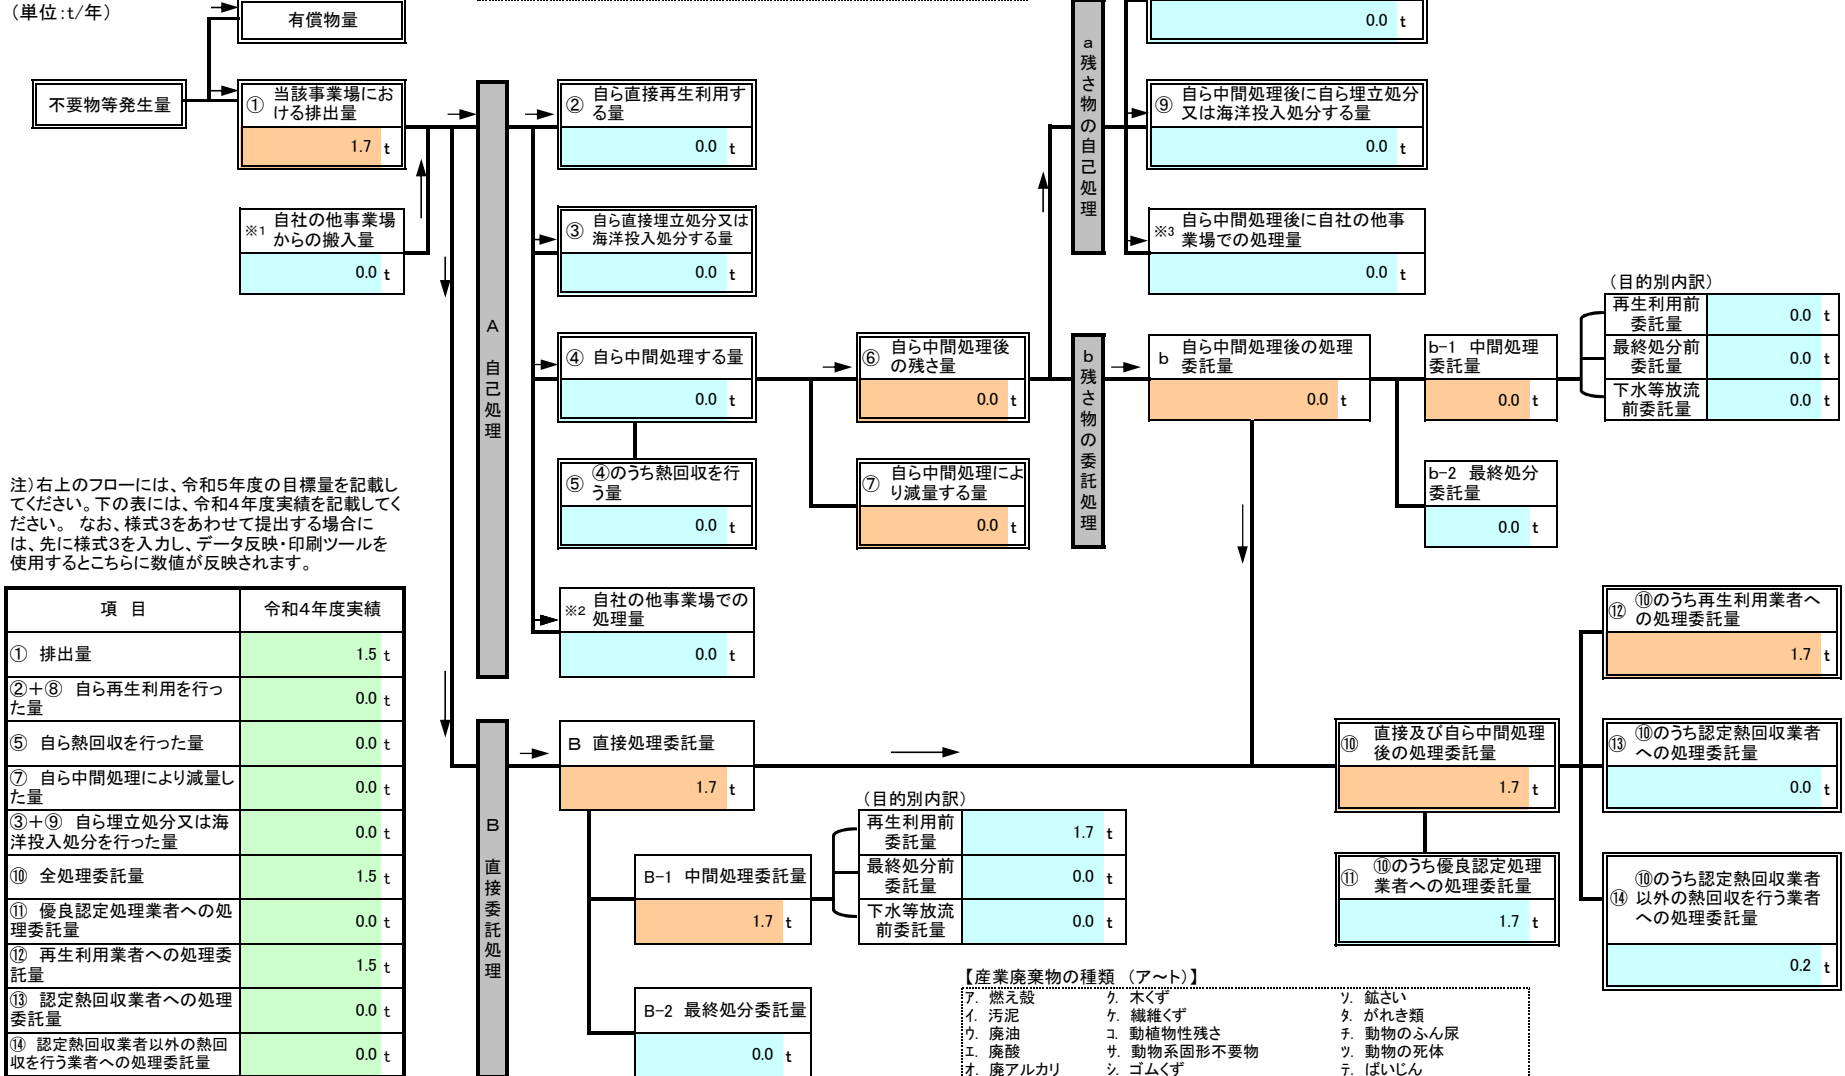 （単位：t/年）
有償物量
0.0 t
不要物等発生量
① 当該事業場にお
ける排出量
1.7 t
※1 自社の他事業場
からの搬入量
0.0 t
A 自己処理
② 自ら直接再生利用す
る量
0.0 t
③ 自ら直接埋立処分又は
海洋投入処分する量
0.0 t
④ 自ら中間処理する量
0.0 t
⑤ ④のうち熱回収を行
う量
0.0 t
※2 自社の他事業場での
処理量
0.0 t
⑥ 自ら中間処理後
の残さ量
0.0 t
⑦ 自ら中間処理によ
り減量する量
0.0 t
a 残さ物の自己処理
⑨ 自ら中間処理後に自ら埋立処分
又は海洋投入処分する量
0.0 t
※3 自ら中間処理後に自社の他事
業場での処理量
0.0 t
b 残さ物の委託処理
b 自ら中間処理後の処理
委託量
0.0 t
b-1 中間処理
委託量
0.0 t
b-2 最終処分
委託量
0.0 t
（目的別内訳）
再生利用前
委託量
0.0 t
最終処分前
委託量
0.0 t
下水等放流
前委託量
0.0 t
注）右上のフローには、令和５年度の目標量を記載し
てください。下の表には、令和４年度実績を記載してく
ださい。 なお、様式３をあわせて提出する場合に
は、先に様式３を入力し、データ反映・印刷ツールを
使用するとこちらに数値が反映されます。
項 目 令和４年度実績
① 排出量 1.5 t
②＋⑧ 自ら再生利用を行っ
た量 0.0 t
⑤ 自ら熱回収を行った量 0.0 t
⑦ 自ら中間処理により減量し
た量 0.0 t
③＋⑨ 自ら埋立処分又は海
洋投入処分を行った量 0.0 t
⑩ 全処理委託量 1.5 t
⑪ 優良認定処理業者への処
理委託量 0.0 t
⑫ 再生利用業者への処理委
託量 1.5 t
⑬ 認定熱回収業者への処理
委託量 0.0 t
⑭ 認定熱回収業者以外の熱回
収を行う業者への処理委託量 0.0 t
B 直接委託処理
B 直接処理委託量
1.7 t
B-1 中間処理委託量
1.7 t
B-2 最終処分委託量
0.0 t
（目的別内訳）
再生利用前
委託量
1.7 t
最終処分前
委託量
0.0 t
下水等放流
前委託量
0.0 t
⑩ 直接及び自ら中間処理
後の処理委託量
1.7 t
⑪ ⑩のうち優良認定処理
業者への処理委託量
1.7 t
⑫ ⑩のうち再生利用業者へ
の処理委託量
1.7 t
⑬ ⑩のうち認定熱回収業者
への処理委託量
0.0 t
⑭ ⑩のうち認定熱回収業者
以外の熱回収を行う業者
への処理委託量
0.2 t
【産業廃棄物の種類 （ア～ト）】
ｱ. 燃え殻 ｸ. 木くず ｿ. 鉱さい
ｲ. 汚泥 ｹ. 繊維くず ﾀ. がれき類
ｳ. 廃油 ｺ. 動植物性残さ ﾁ. 動物のふん尿
ｴ. 廃酸 ｻ. 動物系固形不要物 ﾂ. 動物の死体
ｵ. 廃アルカリ ｼ. ゴムくず ﾃ. ばいじん